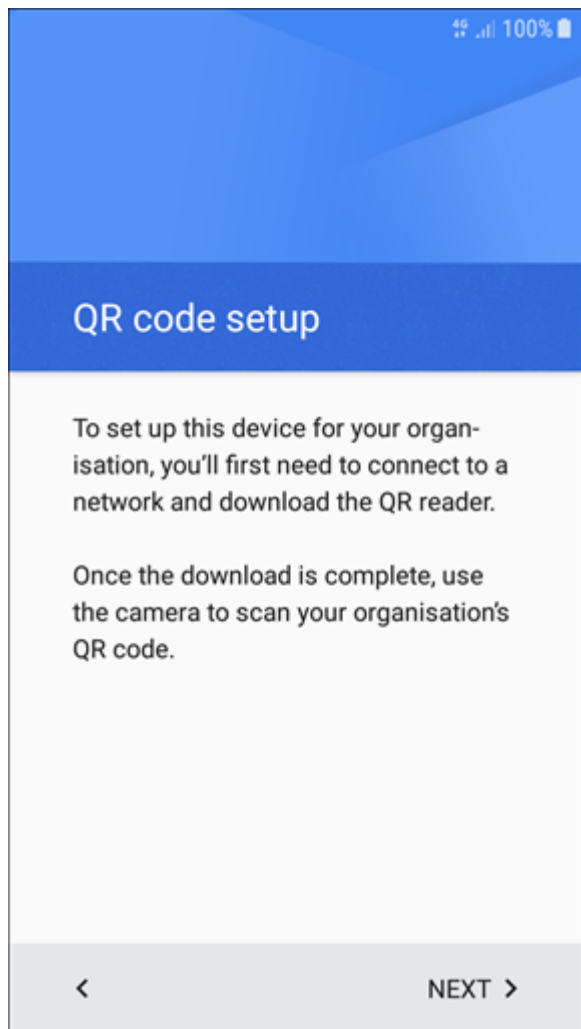 4G 100%
QR code setup
To set up this device for your organ-
isation, you'll first need to connect to a
network and download the QR reader.
Once the download is complete, use
the camera to scan your organisation's
QR code.
NEXT